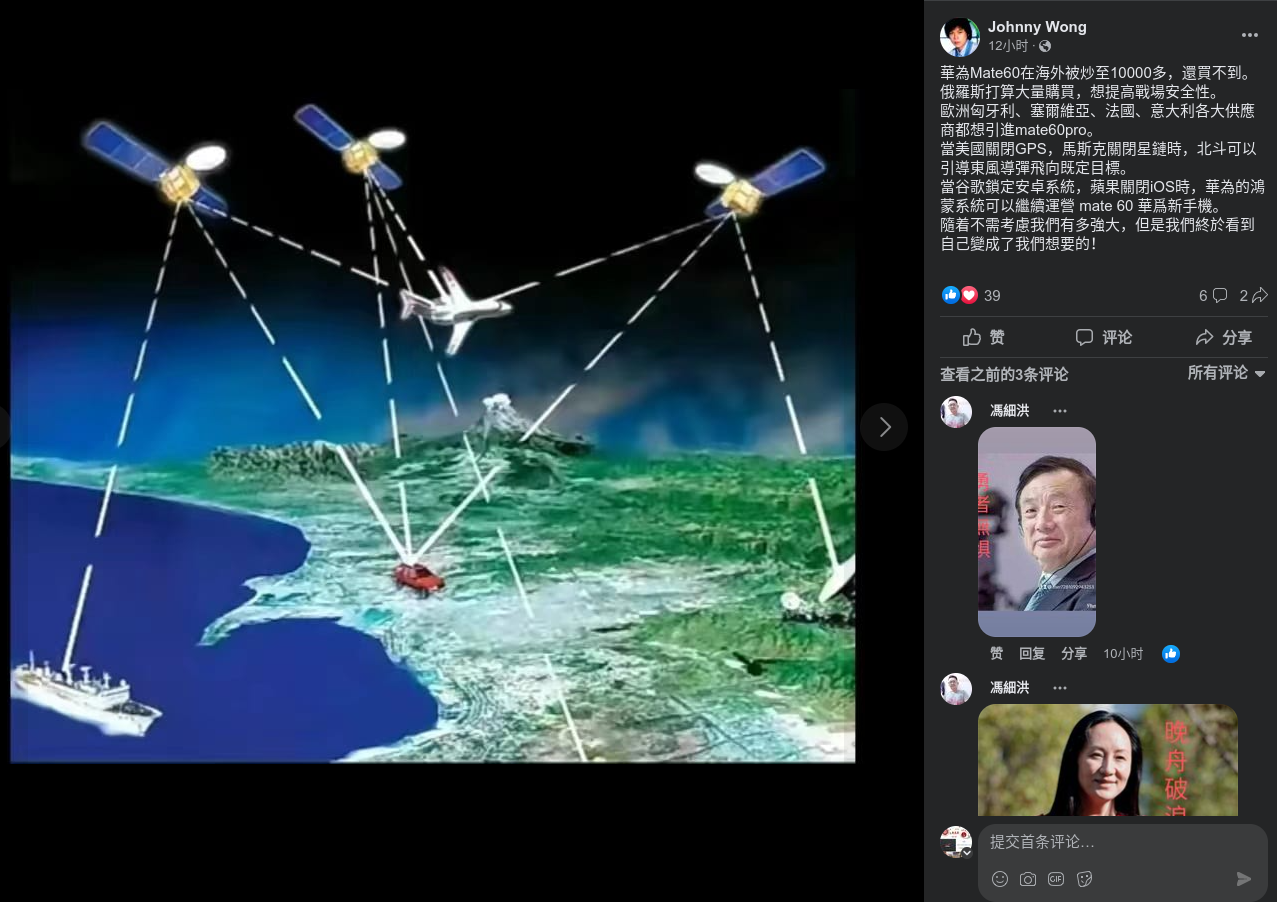 Johnny Wong
12小时 ·
華為Mate60在海外被炒至10000多，還買不到。
俄羅斯打算大量購買，想提高戰場安全性。
歐洲匈牙利、塞爾維亞、法國、意大利各大供應
商都想引進mate60pro。
當美國關閉GPS，馬斯克關閉星鏈時，北斗可以
引導東風導彈飛向既定目標。
當谷歌鎖定安卓系統，蘋果關閉iOS時，華為的鴻
蒙系統可以繼續運營 mate 60 華爲新手機。
隨着不需考慮我們有多強大，但是我們終於看到
自己變成了我們想要的！
39
6 2
赞 评论 分享
查看之前的3条评论 所有评论
馮細洪
勇者無懼
赞 回复 分享 10小时
馮細洪
晚舟破浪
提交首条评论…
GIF